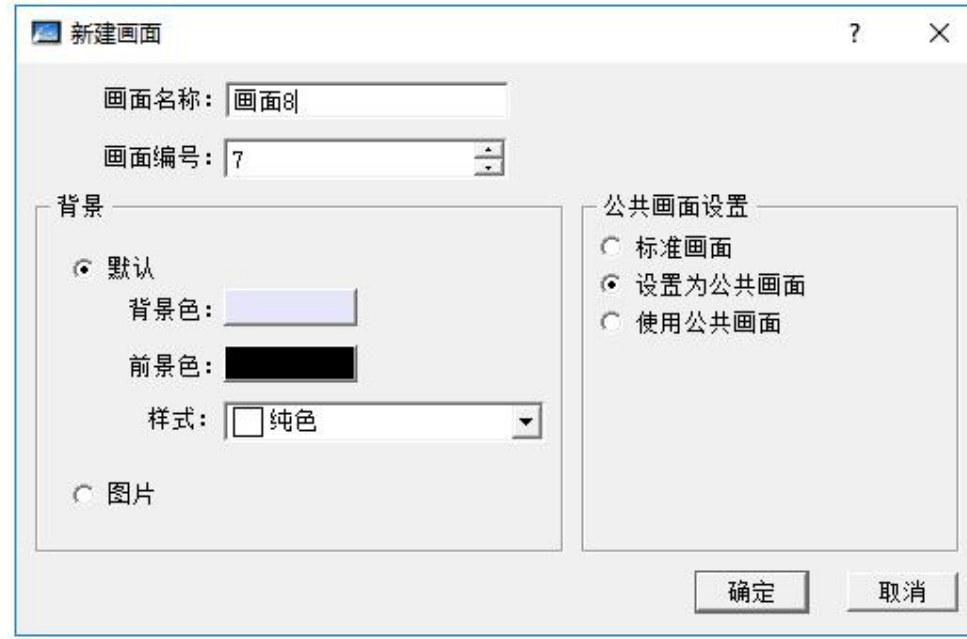 新建画面
?
画面名称: 画面8
画面编号: 7
背景
默认
背景色:
前景色:
样式: 纯色
图片
公共画面设置
标准画面
设置为公共画面
使用公共画面
确定
取消